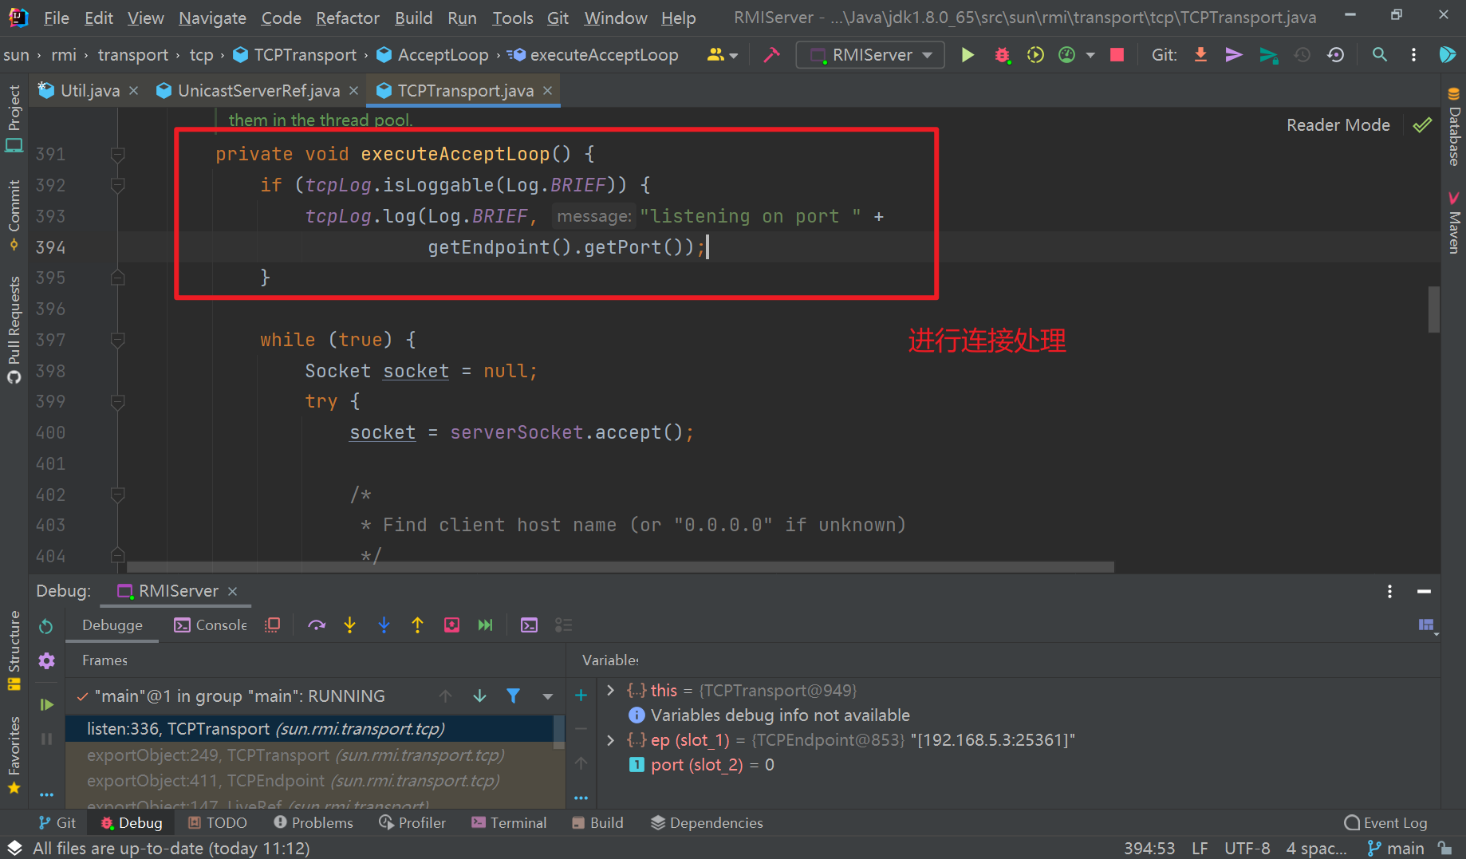 File Edit View Navigate Code Refactor Build Run Tools Git Window Help RMIServer - ...\Java\jdk1.8.0_65\src\sun\rmi\transport\tcp\TCPTransport.java
sun › rmi › transport › tcp › TCPTransport › AcceptLoop › executeAcceptLoop RMIServer Git:
Util.java UnicastServerRef.java TCPTransport.java
Project
Commit
Pull Requests
Structure
Favorites
them in the thread pool.
Reader Mode
391 private void executeAcceptLoop() {
392 if (tcpLog.isLoggable(Log.BRIEF)) {
393 tcpLog.log(Log.BRIEF, message: "listening on port " +
394 getEndpoint().getPort());
395 }
396
397 while (true) {
进行连接处理
398 Socket socket = null;
399 try {
400 socket = serverSocket.accept();
401
402 /*
403 * Find client host name (or "0.0.0.0" if unknown)
404 */
Database
Maven
Debug: RMIServer
Debugge Console
Frames
Variable:
"main"@1 in group "main": RUNNING
listen:336, TCPTransport (sun.rmi.transport.tcp)
exportObject:249, TCPTransport (sun.rmi.transport.tcp)
exportObject:411, TCPEndpoint (sun.rmi.transport.tcp)
exportObject:147, LiveRef (sun.rmi.transport)
this = {TCPTransport@949}
Variables debug info not available
ep (slot_1) = {TCPEndpoint@853} "[192.168.5.3:25361]"
port (slot_2) = 0
Git Debug TODO Problems Profiler Terminal Build Dependencies Event Log
All files are up-to-date (today 11:12) 394:53 LF UTF-8 4 spac... main